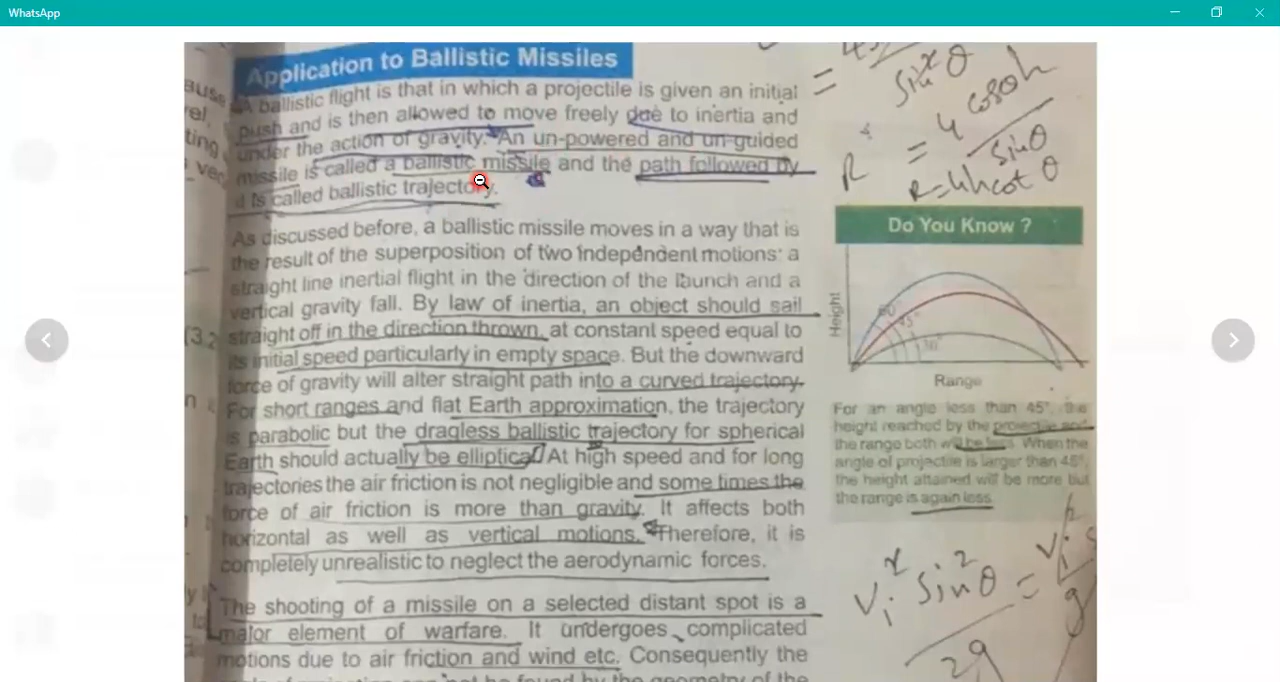 WhatsApp
Application to Ballistic Missiles
A ballistic flight is that in which a projectile is given an initial
push and is then allowed to move freely due to inertia and
under the action of gravity. An un-powered and un-guided
missile is called a ballistic missile and the path followed by
it is called ballistic trajectory.
As discussed before, a ballistic missile moves in a way that is
the result of the superposition of two independent motions: a
straight line inertial flight in the direction of the launch and a
vertical gravity fall. By law of inertia, an object should sail
straight off in the direction thrown, at constant speed equal to
its initial speed particularly in empty space. But the downward
force of gravity will alter straight path into a curved trajectory.
For short ranges and flat Earth approximation, the trajectory
is parabolic but the dragless ballistic trajectory for spherical
Earth should actually be elliptical. At high speed and for long
trajectories the air friction is not negligible and some times the
force of air friction is more than gravity. It affects both
horizontal as well as vertical motions. Therefore, it is
completely unrealistic to neglect the aerodynamic forces.
The shooting of a missile on a selected distant spot is a
major element of warfare. It undergoes complicated
motions due to air friction and wind etc. Consequently the
(3.2
sin θ
R = 4 cosθh
sinθ
R=4hcot θ
Do You Know ?
Height
60°
45°
30°
Range
For an angle less than 45°, the
height reached by the projectile and
the range both will be less. When the
angle of projectile is larger than 45°,
the height attained will be more but
the range is again less.
Vi sin²θ =
2g
g